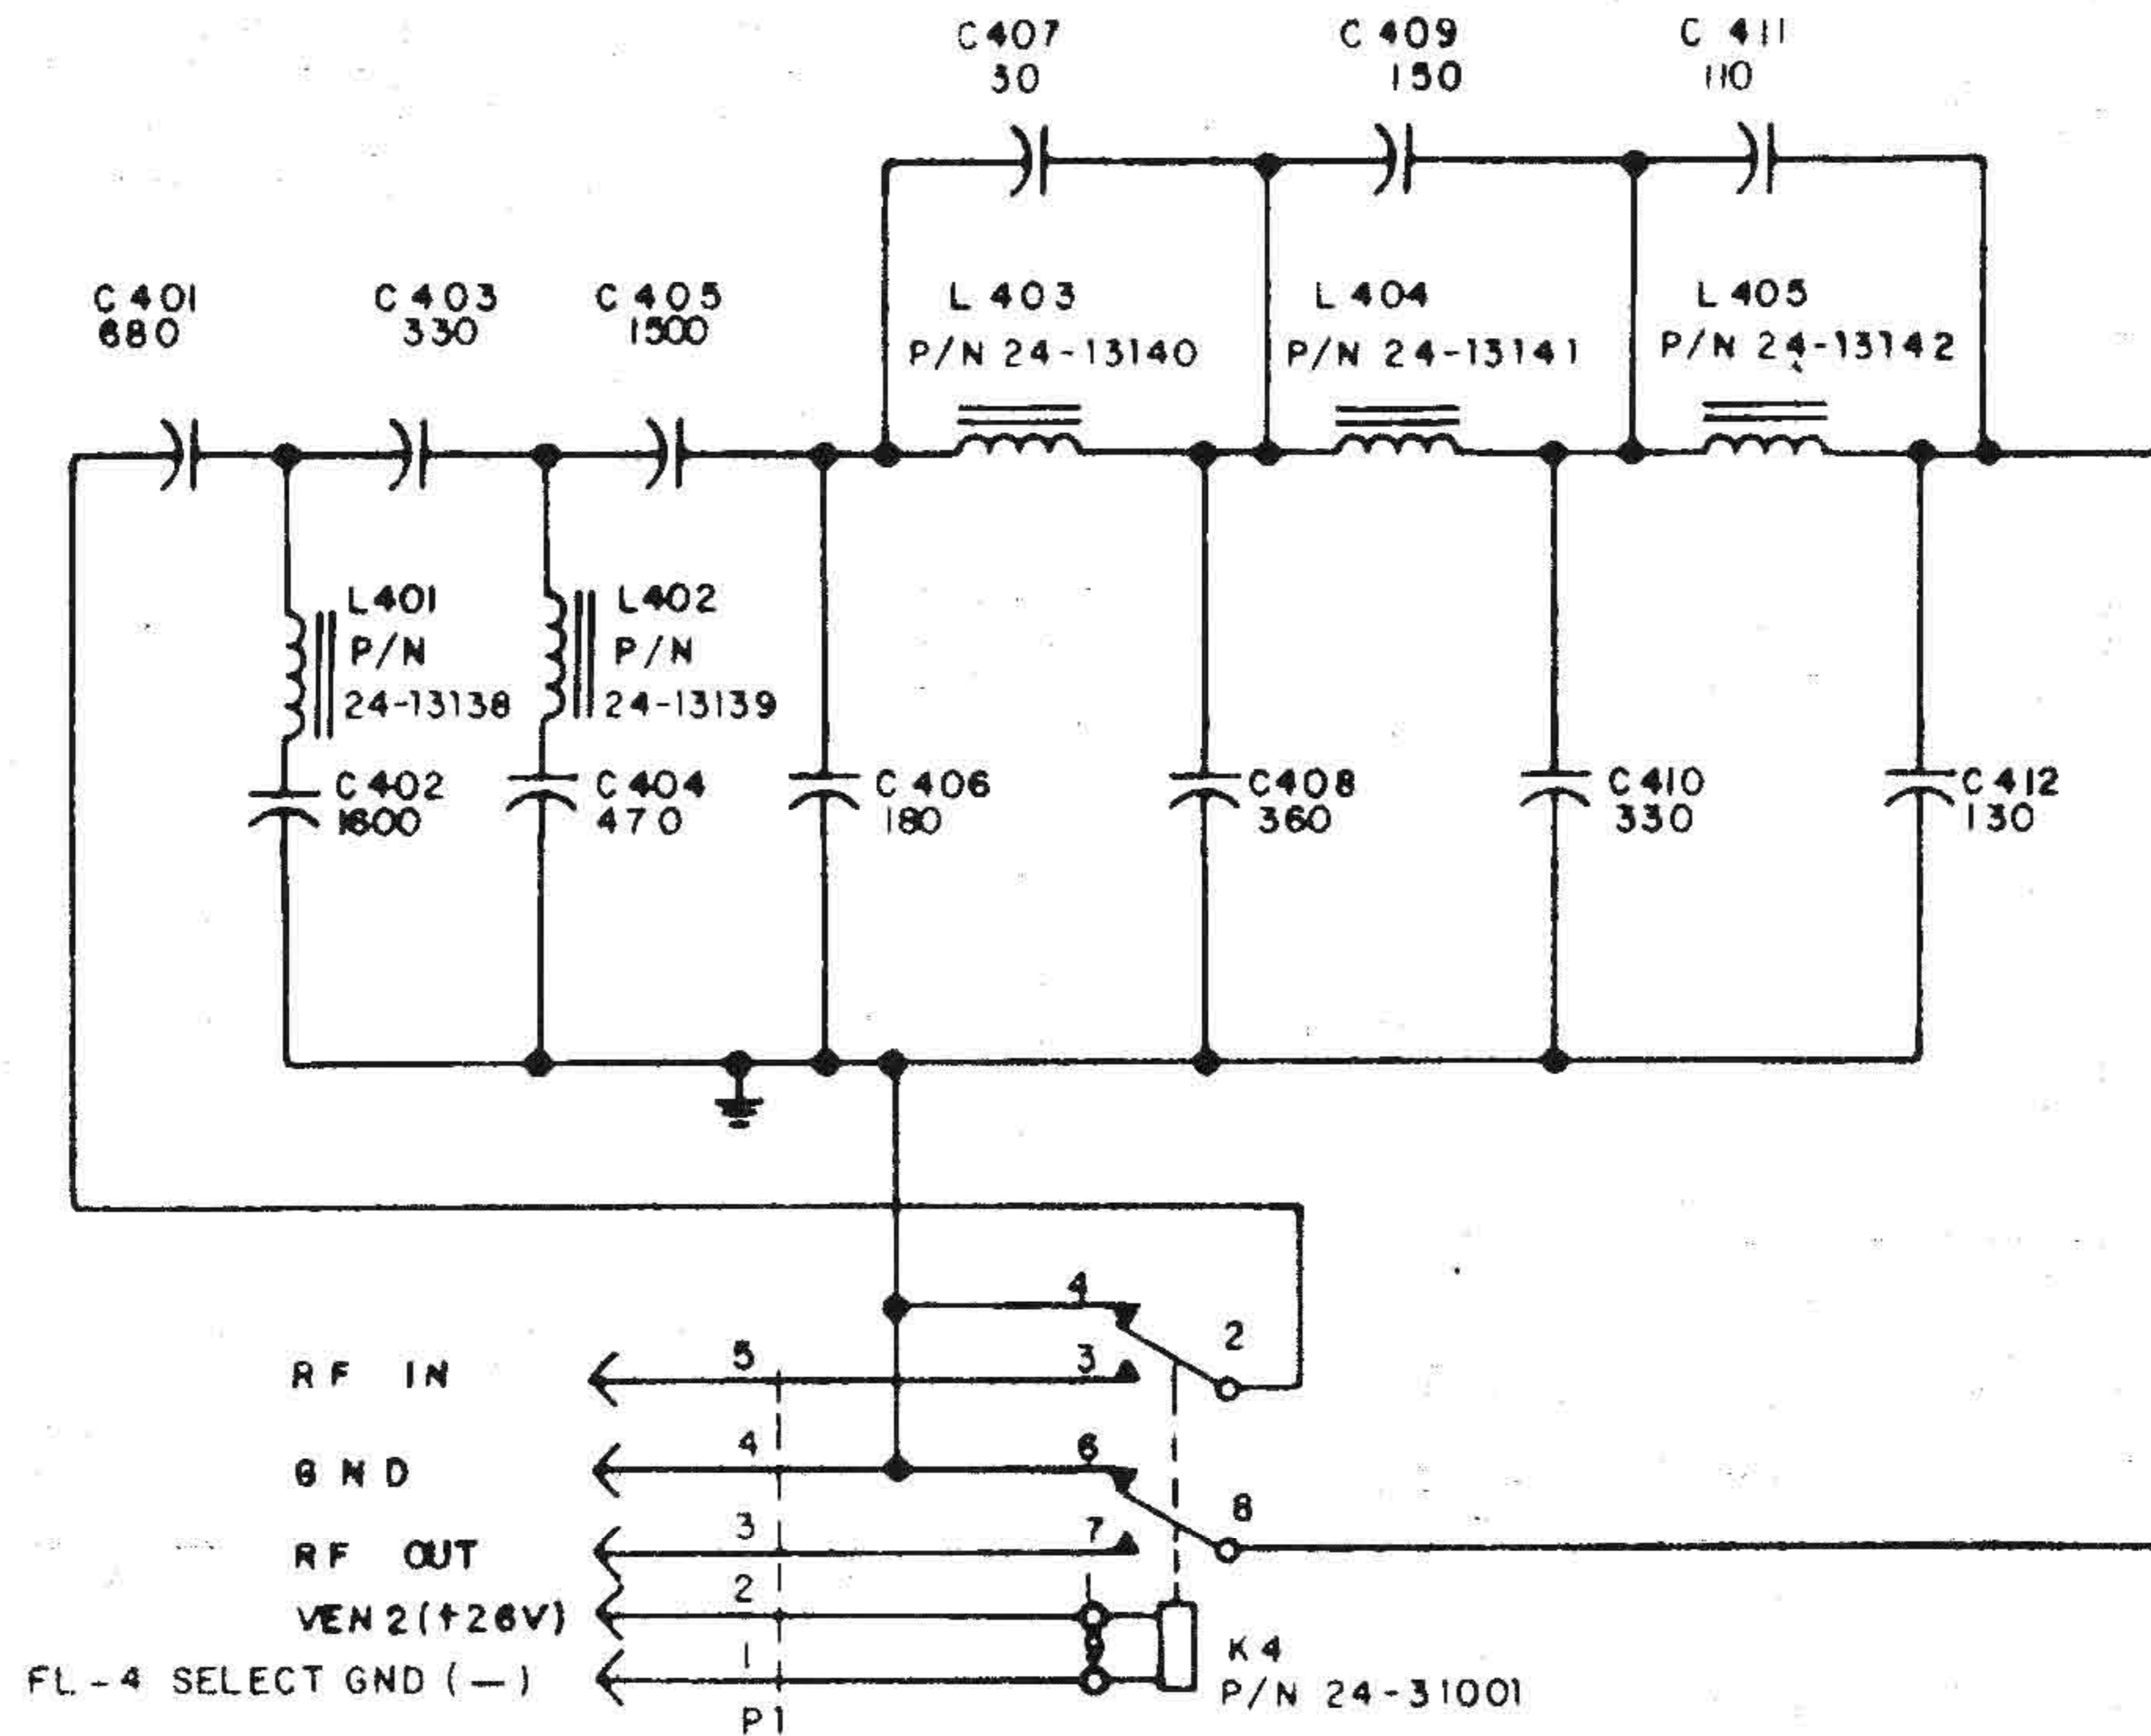 C407
30
C409
150
C411
110
C401
680
C403
330
C405
1500
L403
P/N 24-13140
L404
P/N 24-13141
L405
P/N 24-13142
L401
P/N
24-13138
L402
P/N
24-13139
C402
C404
470
C406
180
C408
360
C410
330
C412
130
4
2
3
RF IN
5
GND
4
6
8
RF OUT
3
7
VEN 2(+26V)
2
FL-4 SELECT GND (—)
1
K4
P/N 24-31001
P1